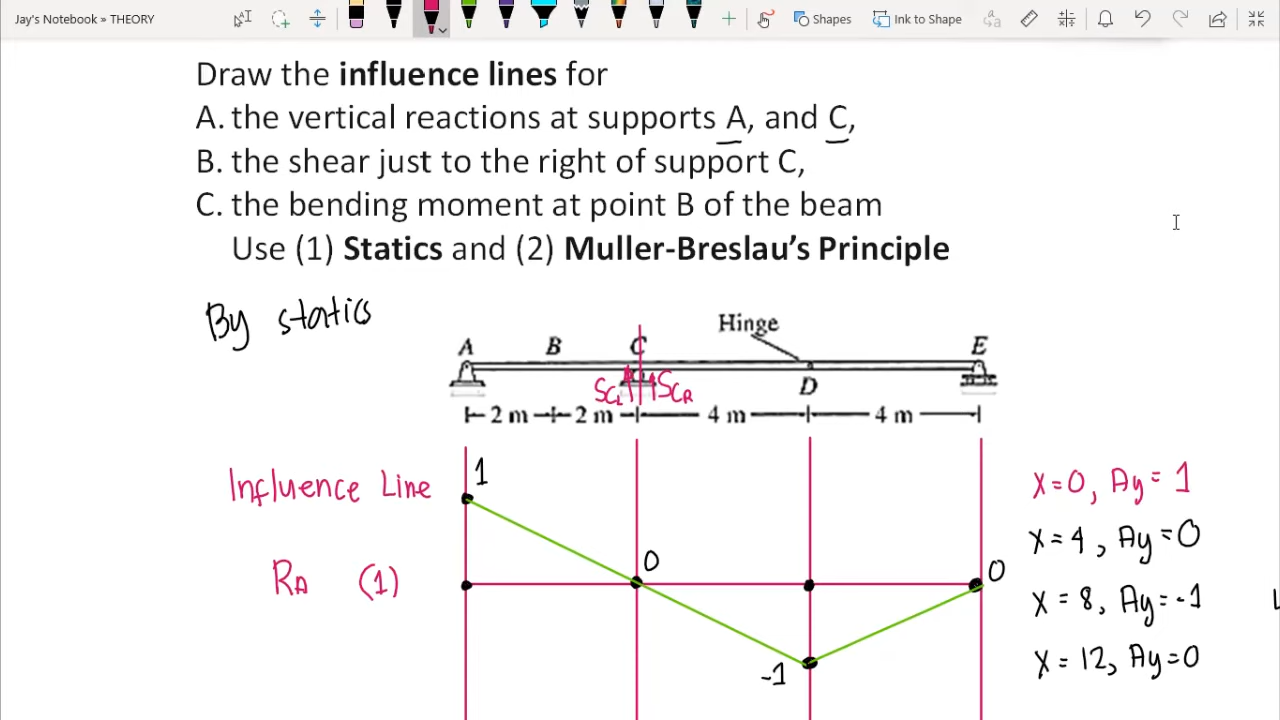 Jay's Notebook » THEORY
Shapes
Ink to Shape
Draw the influence lines for
A. the vertical reactions at supports A, and C,
B. the shear just to the right of support C,
C. the bending moment at point B of the beam
Use (1) Statics and (2) Muller-Breslau's Principle
By statics
Hinge
A B C E
SCL SCR D
2 m 2 m 4 m 4 m
1
Influence Line
X=0, Ay=1
X=4, Ay=0
0
0
RA (1)
X=8, Ay=-1
X=12, Ay=0
-1